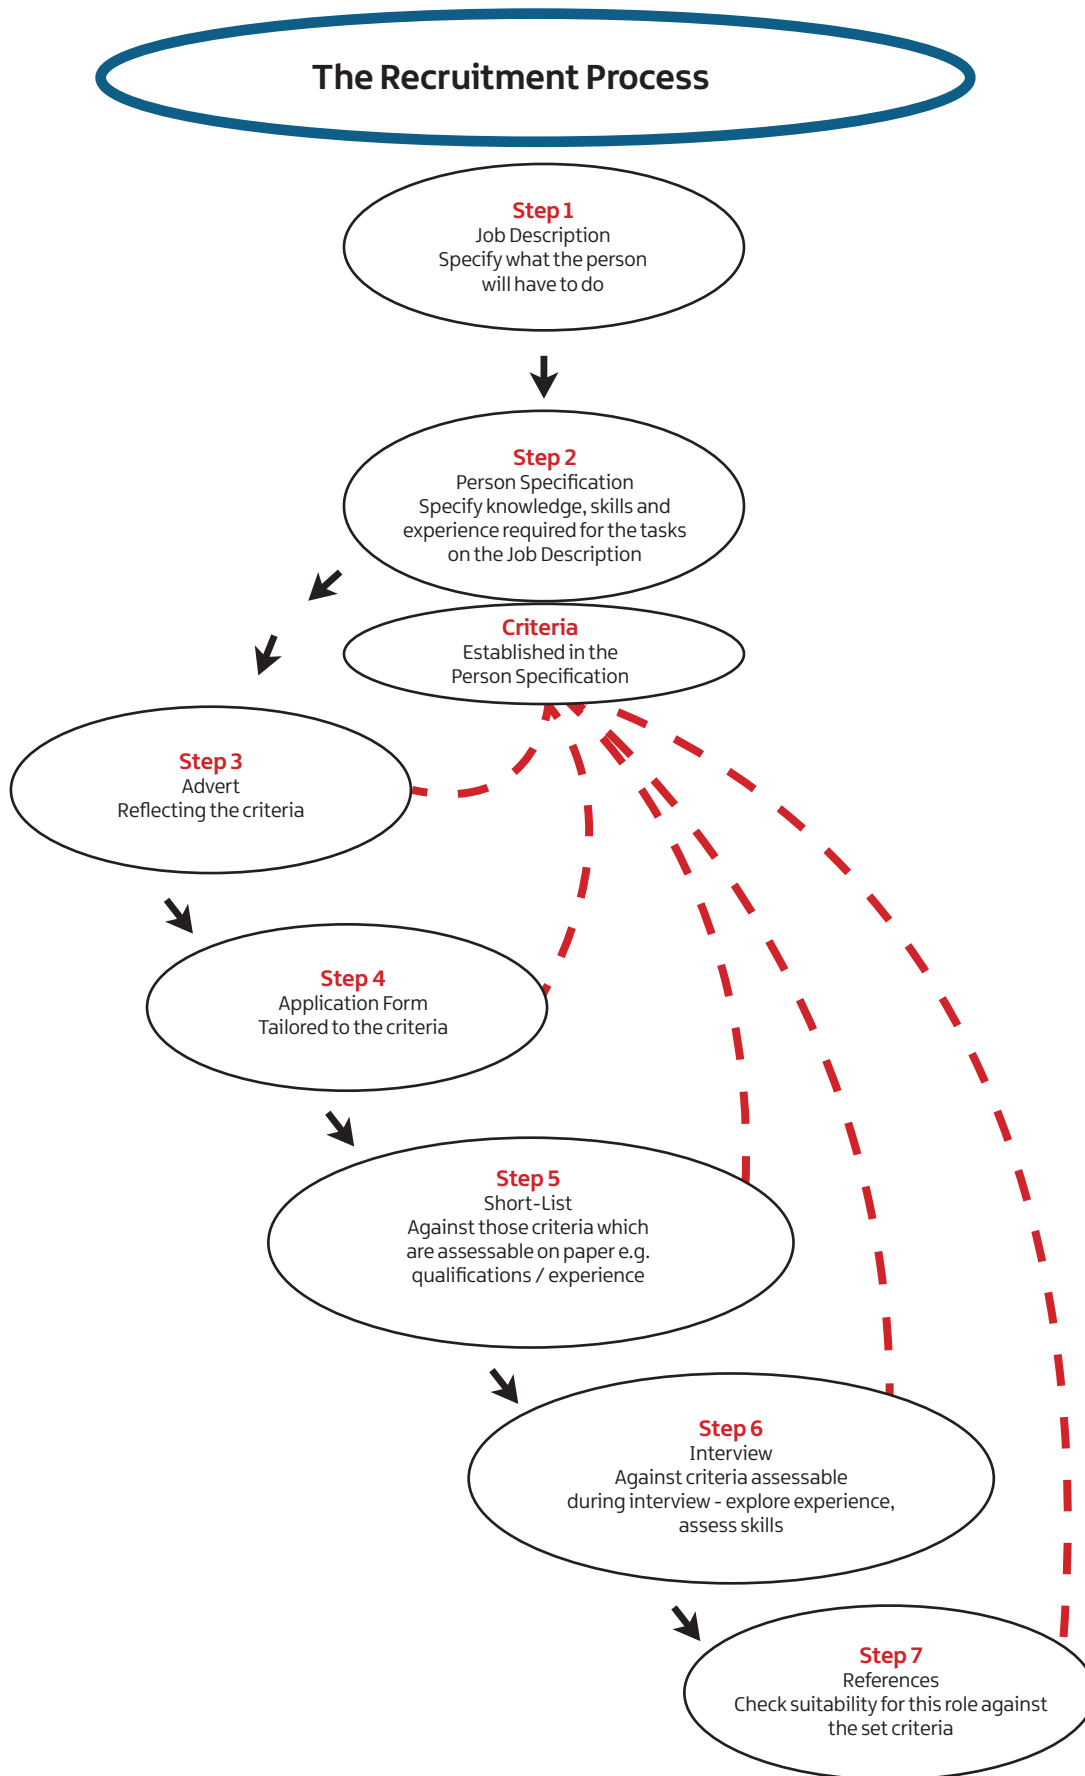 The Recruitment Process
Step 1
Job Description
Specify what the person
will have to do
Step 2
Person Specification
Specify knowledge, skills and
experience required for the tasks
on the Job Description
Criteria
Established in the
Person Specification
Step 3
Advert
Reflecting the criteria
Step 4
Application Form
Tailored to the criteria
Step 5
Short-List
Against those criteria which
are assessable on paper e.g.
qualifications / experience
Step 6
Interview
Against criteria assessable
during interview - explore experience,
assess skills
Step 7
References
Check suitability for this role against
the set criteria